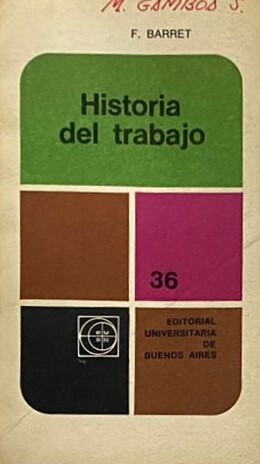 M. GAMBOA S.
F. BARRET
Historia
del trabajo
36
EDITORIAL
UNIVERSITARIA
DE
BUENOS AIRES